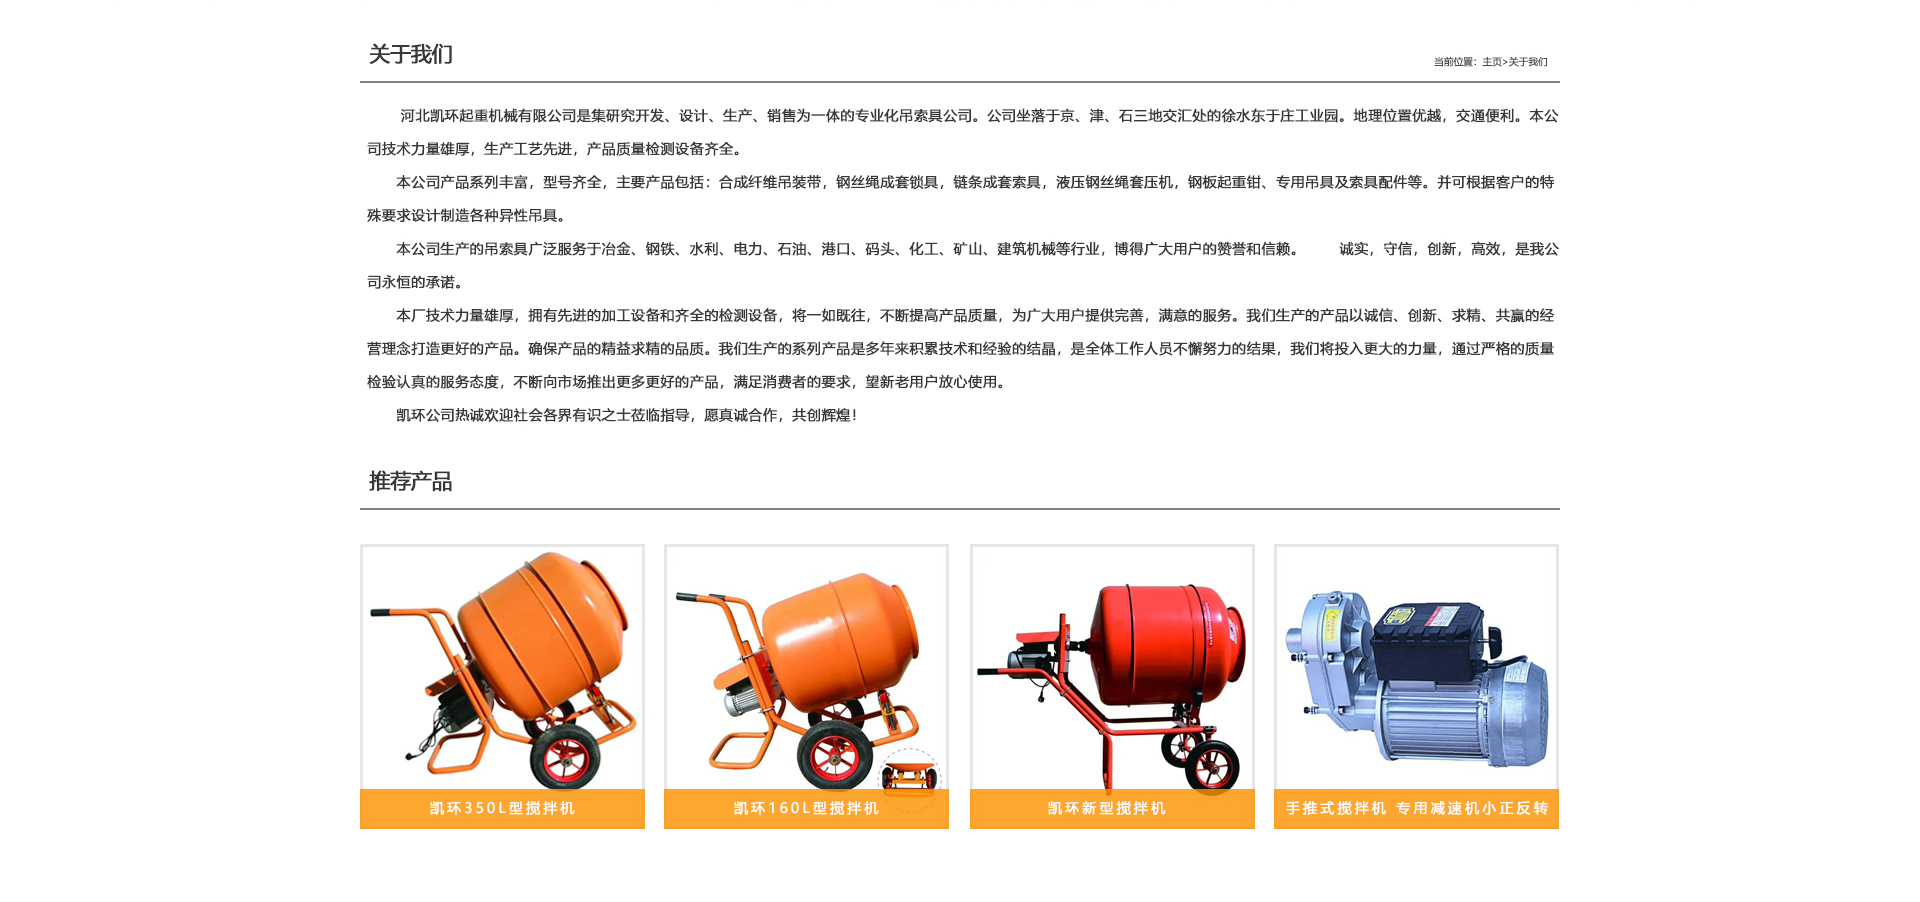 关于我们
当前位置：主页>关于我们
河北凯环起重机械有限公司是集研究开发、设计、生产、销售为一体的专业化吊索具公司。公司坐落于京、津、石三地交汇处的徐水东于庄工业园。地理位置优越，交通便利。本公
司技术力量雄厚，生产工艺先进，产品质量检测设备齐全。
本公司产品系列丰富，型号齐全，主要产品包括：合成纤维吊装带，钢丝绳成套锁具，链条成套索具，液压钢丝绳套压机，钢板起重钳、专用吊具及索具配件等。并可根据客户的特
殊要求设计制造各种异性吊具。
本公司生产的吊索具广泛服务于冶金、钢铁、水利、电力、石油、港口、码头、化工、矿山、建筑机械等行业，博得广大用户的赞誉和信赖。 诚实，守信，创新，高效，是我公
司永恒的承诺。
本厂技术力量雄厚，拥有先进的加工设备和齐全的检测设备，将一如既往，不断提高产品质量，为广大用户提供完善，满意的服务。我们生产的产品以诚信、创新、求精、共赢的经
营理念打造更好的产品。确保产品的精益求精的品质。我们生产的系列产品是多年来积累技术和经验的结晶，是全体工作人员不懈努力的结果，我们将投入更大的力量，通过严格的质量
检验认真的服务态度，不断向市场推出更多更好的产品，满足消费者的要求，望新老用户放心使用。
凯环公司热诚欢迎社会各界有识之士莅临指导，愿真诚合作，共创辉煌！
推荐产品
凯环350L型搅拌机
凯环160L型搅拌机
凯环新型搅拌机
手推式搅拌机 专用减速机小正反转